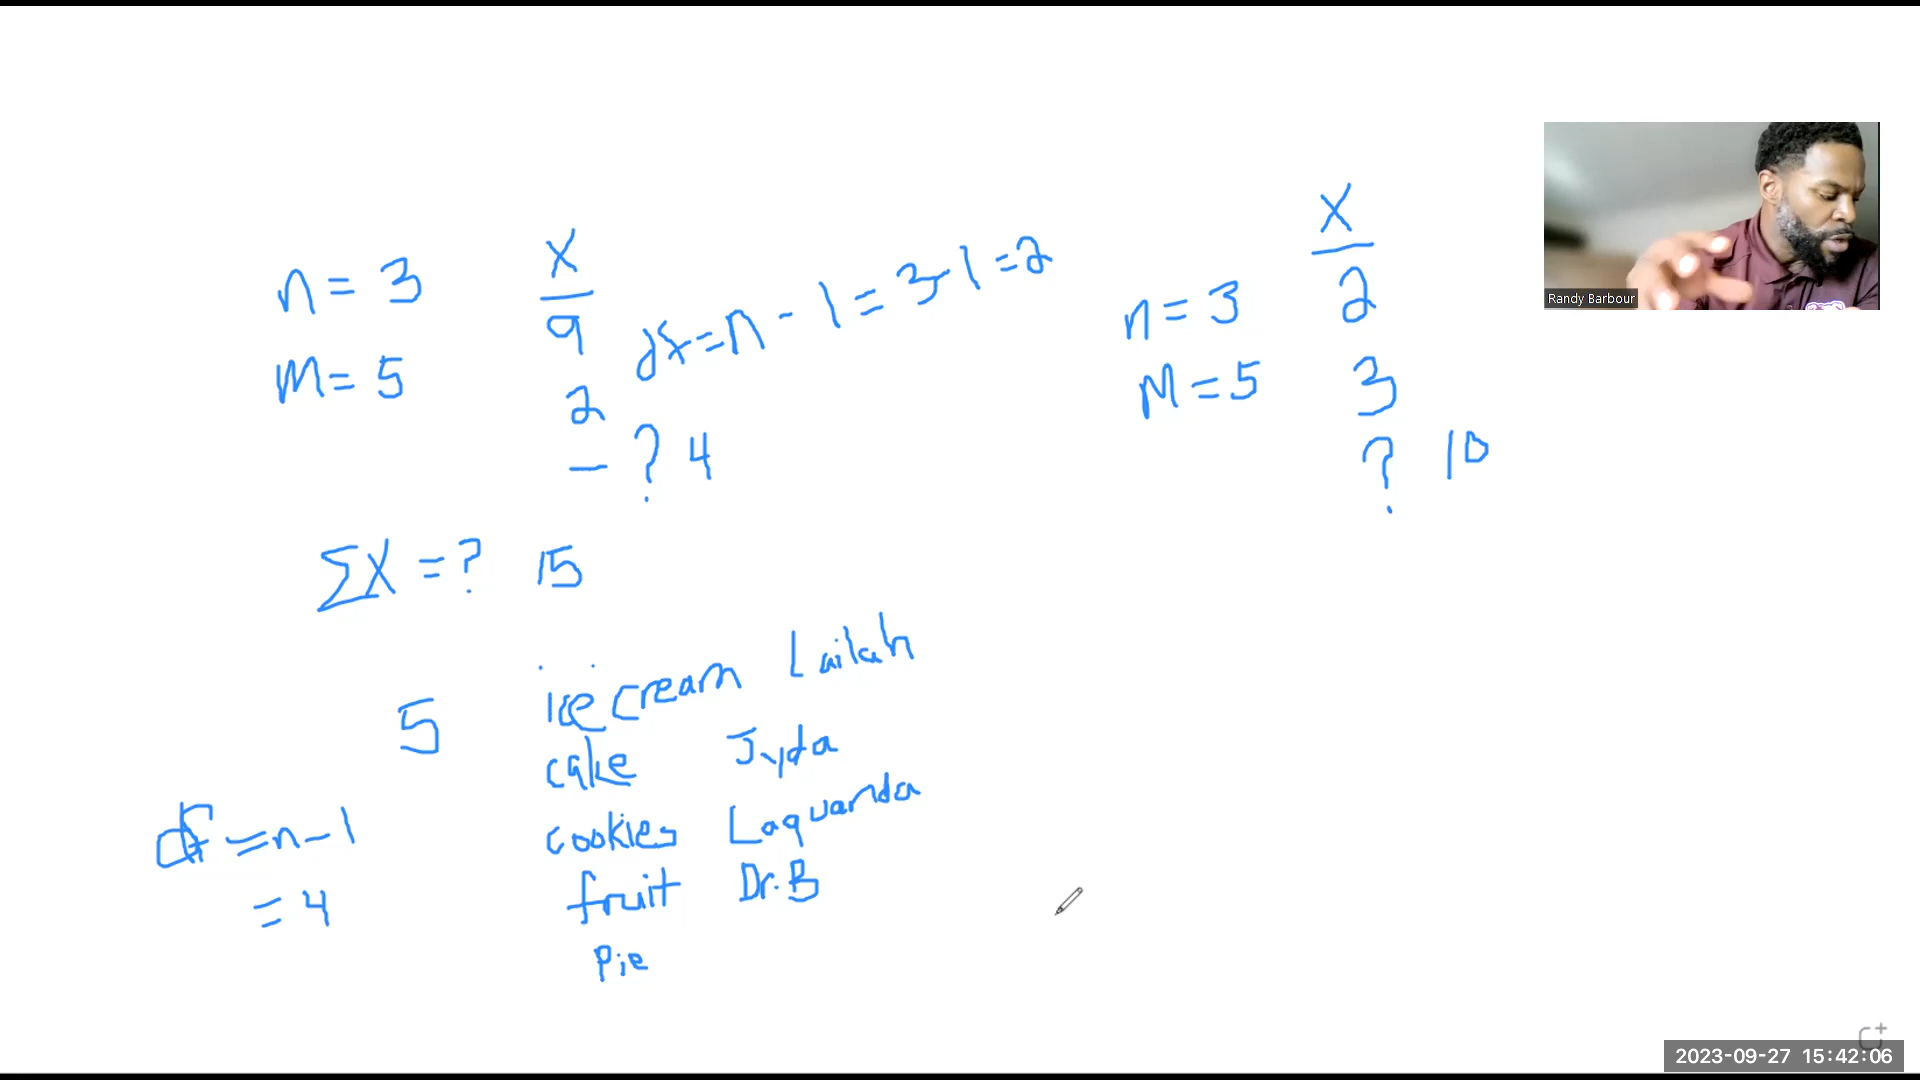 n = 3
M = 5
X
9
2
– ? 4
df = n - 1 = 3-1 = 2
ΣX = ? 15
n = 3
M = 5
X
2
3
? 10
Randy Barbour
5
ice cream Lailah
cake Jyda
cookies Laquanda
fruit Dr. B
pie
df = n - 1
= 4
2023-09-27 15:42:06